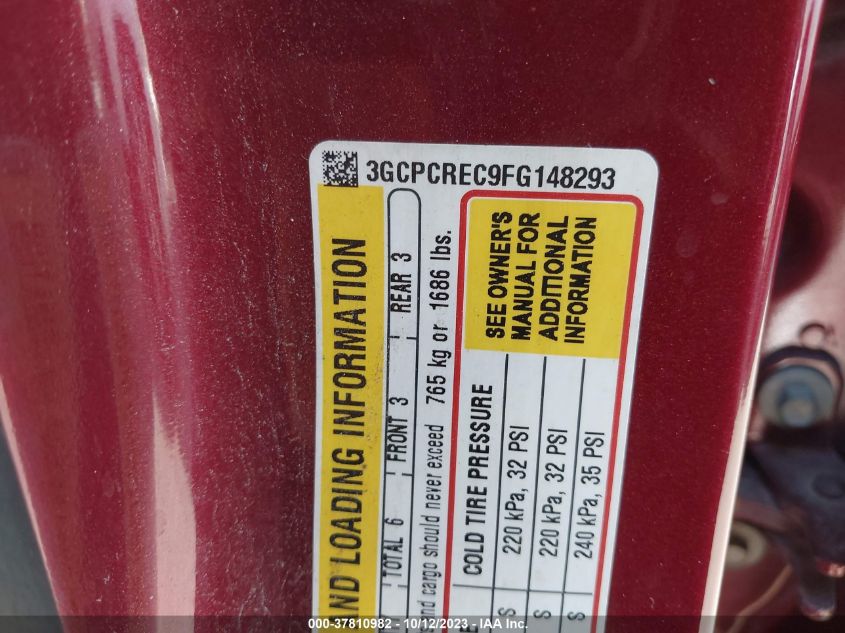 3GCPCREC9FG148293
ND LOADING INFORMATION
TOTAL 6 FRONT 3 REAR 3
nd cargo should never exceed 765 kg or 1686 lbs.
COLD TIRE PRESSURE
SEE OWNER'S
MANUAL FOR
ADDITIONAL
INFORMATION
S 220 kPa, 32 PSI
S 220 kPa, 32 PSI
S 240 kPa, 35 PSI
000-37810982 - 10/12/2023 - IAA Inc.